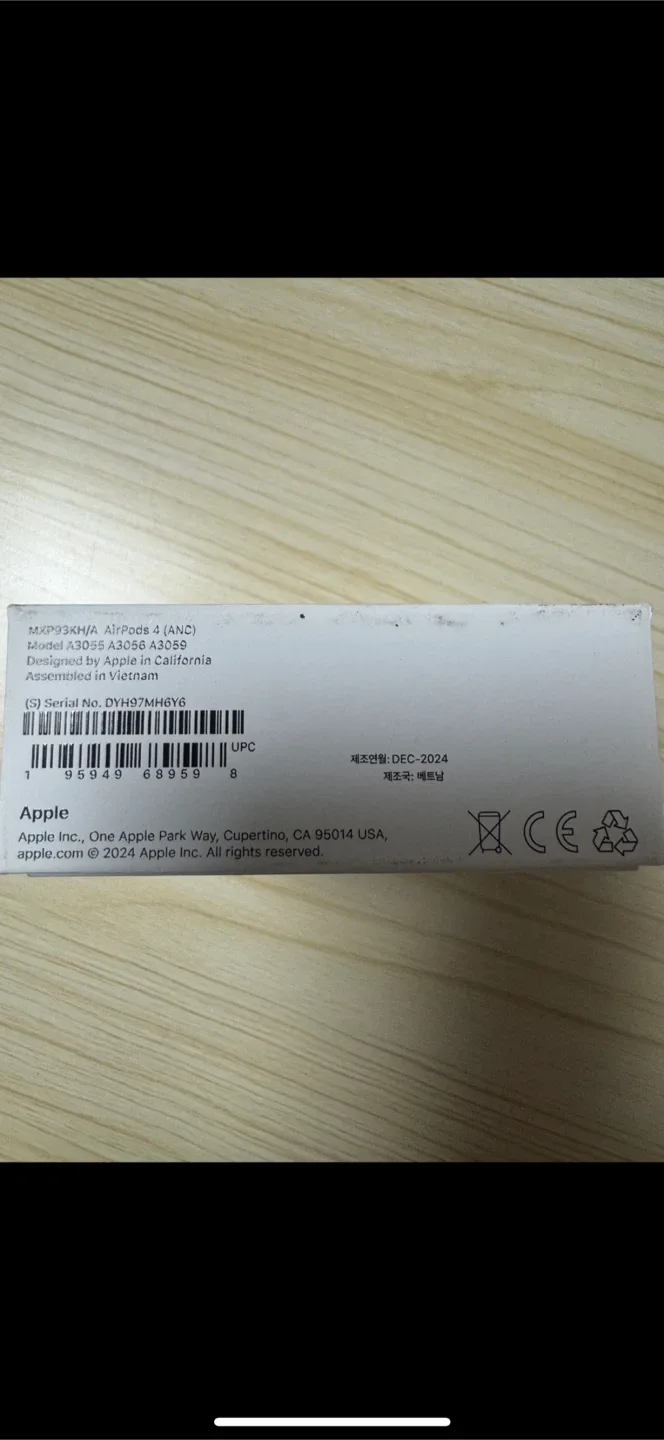 MXP93KH/A AirPods 4 (ANC)
Model A3055 A3056 A3059
Designed by Apple in California
Assembled in Vietnam
(S) Serial No. DYH97MH6Y6
UPC
1 95949 68959 8
제조연월: DEC-2024
제조국: 베트남
Apple
Apple Inc., One Apple Park Way, Cupertino, CA 95014 USA,
apple.com © 2024 Apple Inc. All rights reserved.
CE